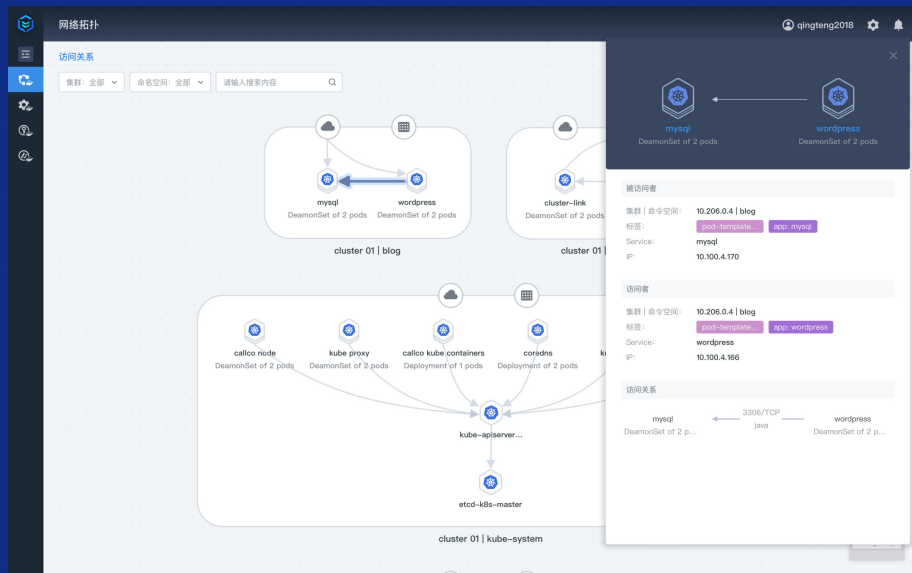 网络拓扑
qingteng2018
访问关系
集群：全部
命名空间：全部
请输入搜索内容
mysql
DeamonSet of 2 pods
wordpress
DeamonSet of 2 pods
cluster 01 | blog
cluster-link
DeamonSet of 2 pods
cluster 01 |
callco node
DeamonSet of 2 pods
kube proxy
DeamonSet of 2 pods
callco kube containers
Deployment of 1 pods
coredns
Deployment of 2 pods
kube-apiserver...
etcd-k8s-master
cluster 01 | kube-system
mysql
DeamonSet of 2 pods
wordpress
DeamonSet of 2 pods
被访问者
集群 | 命令空间： 10.206.0.4 | blog
标签： pod-template... app: mysql
Service： mysql
IP： 10.100.4.170
访问者
集群 | 命令空间： 10.206.0.4 | blog
标签： pod-template... app: wordpress
Service： wordpress
IP： 10.100.4.166
访问关系
mysql
DeamonSet of 2 p...
3306/TCP
java
wordpress
DeamonSet of 2 p...